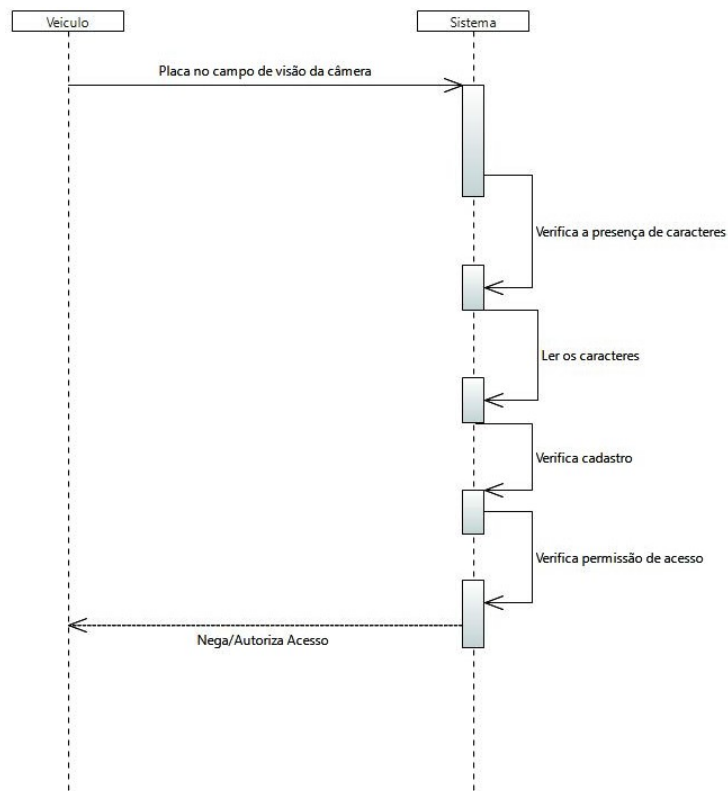 Veiculo
Sistema
Placa no campo de visão da câmera
Verifica a presença de caracteres
Ler os caracteres
Verifica cadastro
Verifica permissão de acesso
Nega/Autoriza Acesso